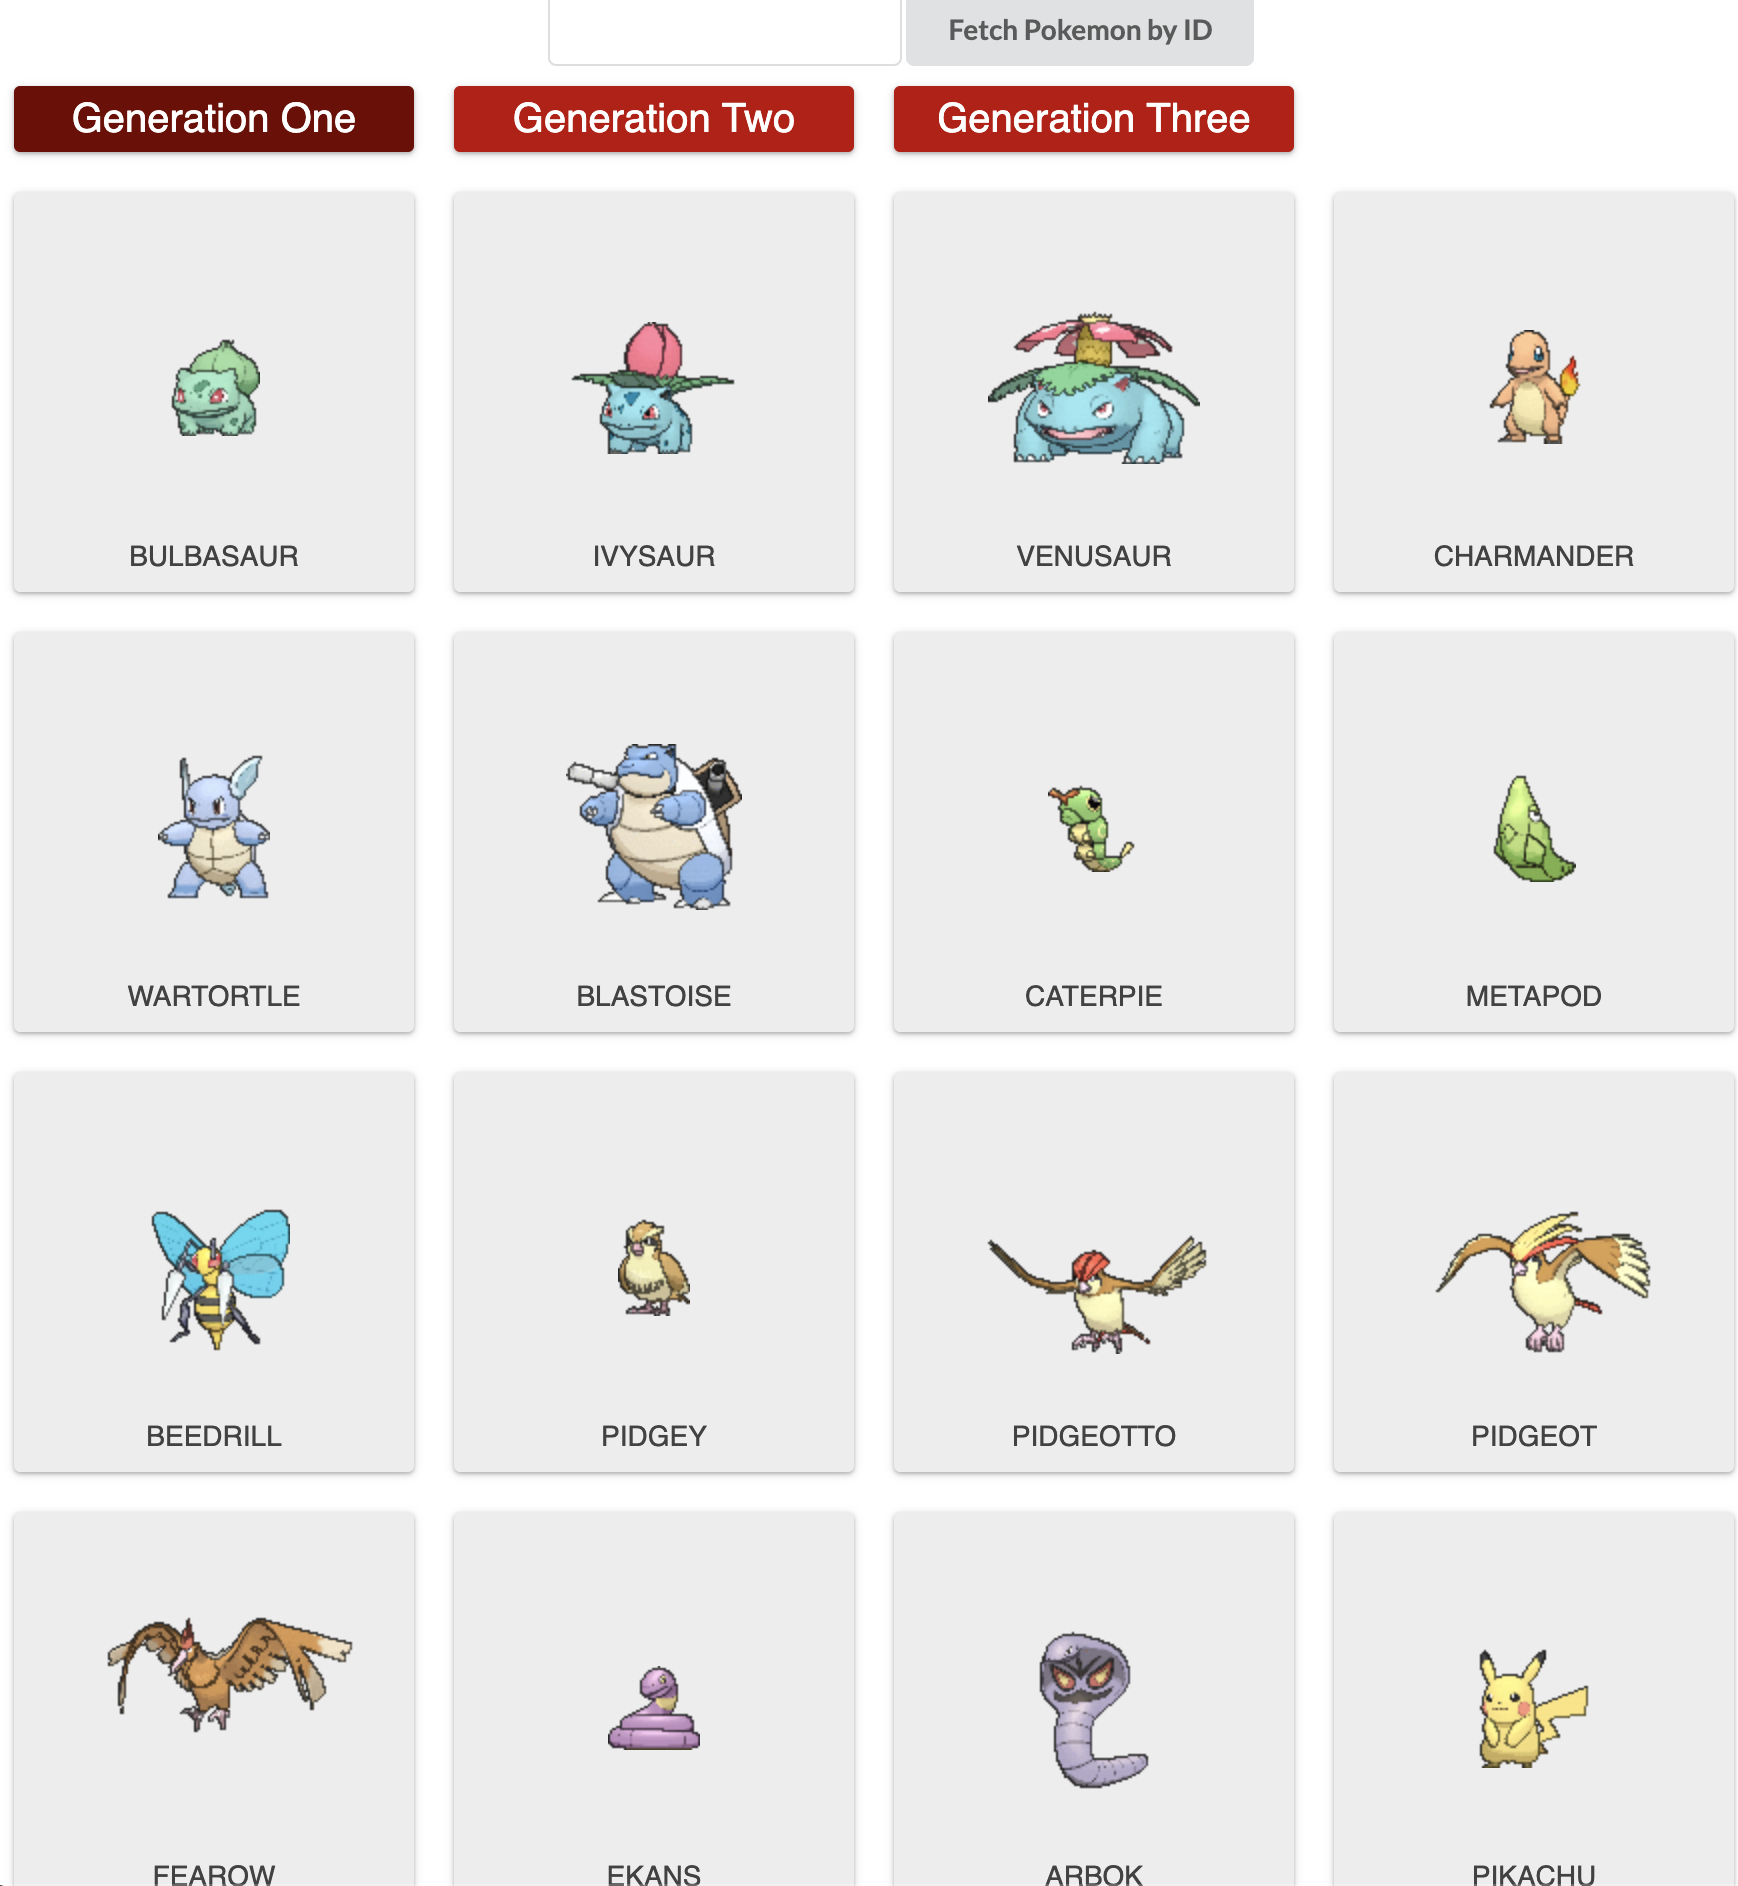 Fetch Pokemon by ID
Generation One
Generation Two
Generation Three
BULBASAUR
IVYSAUR
VENUSAUR
CHARMANDER
WARTORTLE
BLASTOISE
CATERPIE
METAPOD
BEEDRILL
PIDGEY
PIDGEOTTO
PIDGEOT
FEAROW
EKANS
ARBOK
PIKACHU